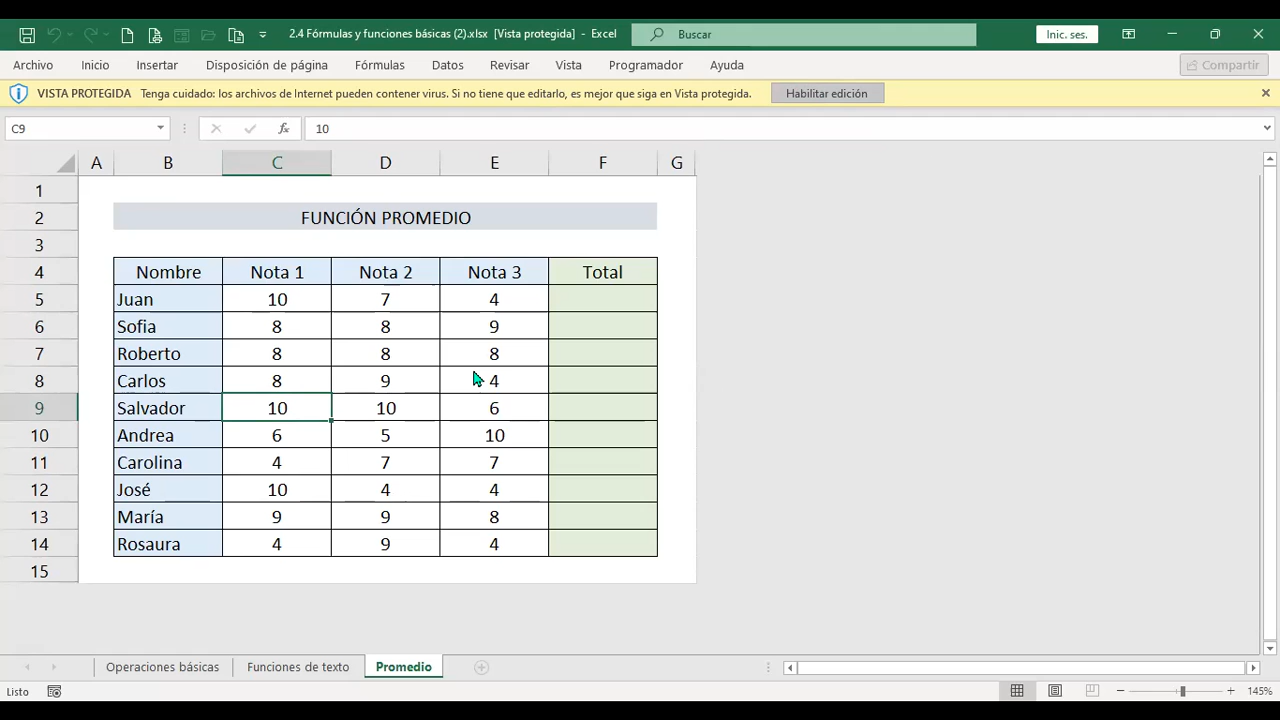 2.4 Fórmulas y funciones básicas (2).xlsx [Vista protegida] - Excel
Buscar
Inic. ses.
Archivo Inicio Insertar Disposición de página Fórmulas Datos Revisar Vista Programador Ayuda
Compartir
VISTA PROTEGIDA Tenga cuidado: los archivos de Internet pueden contener virus. Si no tiene que editarlo, es mejor que siga en Vista protegida. Habilitar edición
C9 fx 10
A B C D E F G
1
2 FUNCIÓN PROMEDIO
3
4 Nombre Nota 1 Nota 2 Nota 3 Total
5 Juan 10 7 4
6 Sofia 8 8 9
7 Roberto 8 8 8
8 Carlos 8 9 4
9 Salvador 10 10 6
10 Andrea 6 5 10
11 Carolina 4 7 7
12 José 10 4 4
13 María 9 9 8
14 Rosaura 4 9 4
15
Operaciones básicas Funciones de texto Promedio
Listo
145%